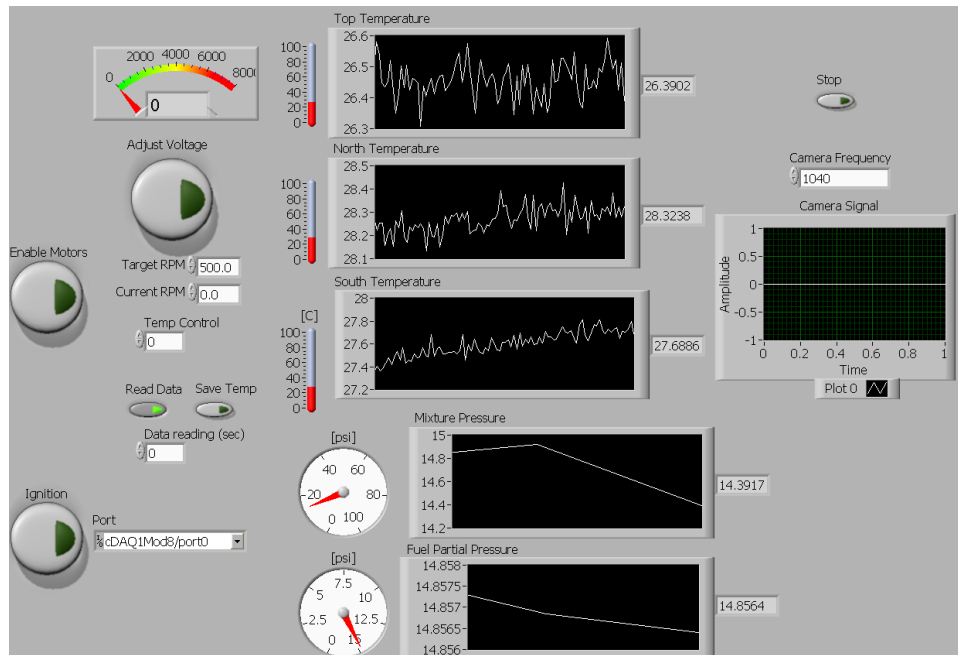 Top Temperature
26.6
26.5
26.4
26.3
100
80
60
40
20
0
26.3902
0
2000
4000
6000
8000
0
Stop
Adjust Voltage
North Temperature
28.5
28.4
28.3
28.2
28.1
100
80
60
40
20
0
28.3238
Camera Frequency
1040
Camera Signal
Amplitude
1
0.5
0
-0.5
-1
0 0.2 0.4 0.6 0.8 1
Time
Plot 0
Enable Motors
Target RPM 500.0
Current RPM 0.0
Temp Control
0
South Temperature
28
27.8
27.6
27.4
27.2
[C]
100
80
60
40
20
0
27.6886
Read Data Save Temp
Data reading (sec)
0
Mixture Pressure
15
14.8
14.6
14.4
14.2
[psi]
0
20
40
60
80
100
14.3917
Ignition
Port
cDAQ1Mod8/port0
Fuel Partial Pressure
14.858
14.8575
14.857
14.8565
14.856
[psi]
0
2.5
5
7.5
10
12.5
15
14.8564